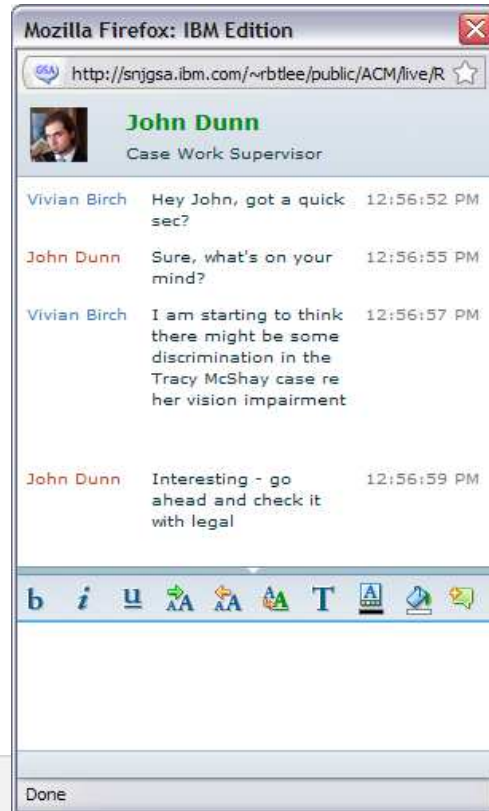 Mozilla Firefox: IBM Edition
GSA http://snjgsa.ibm.com/~rbtlee/public/ACM/live/R
John Dunn
Case Work Supervisor
Vivian Birch Hey John, got a quick 12:56:52 PM
sec?
John Dunn Sure, what's on your 12:56:55 PM
mind?
Vivian Birch I am starting to think 12:56:57 PM
there might be some
discrimination in the
Tracy McShay case re
her vision impairment
John Dunn Interesting - go 12:56:59 PM
ahead and check it
with legal
b i u AA AA AA T A
Done